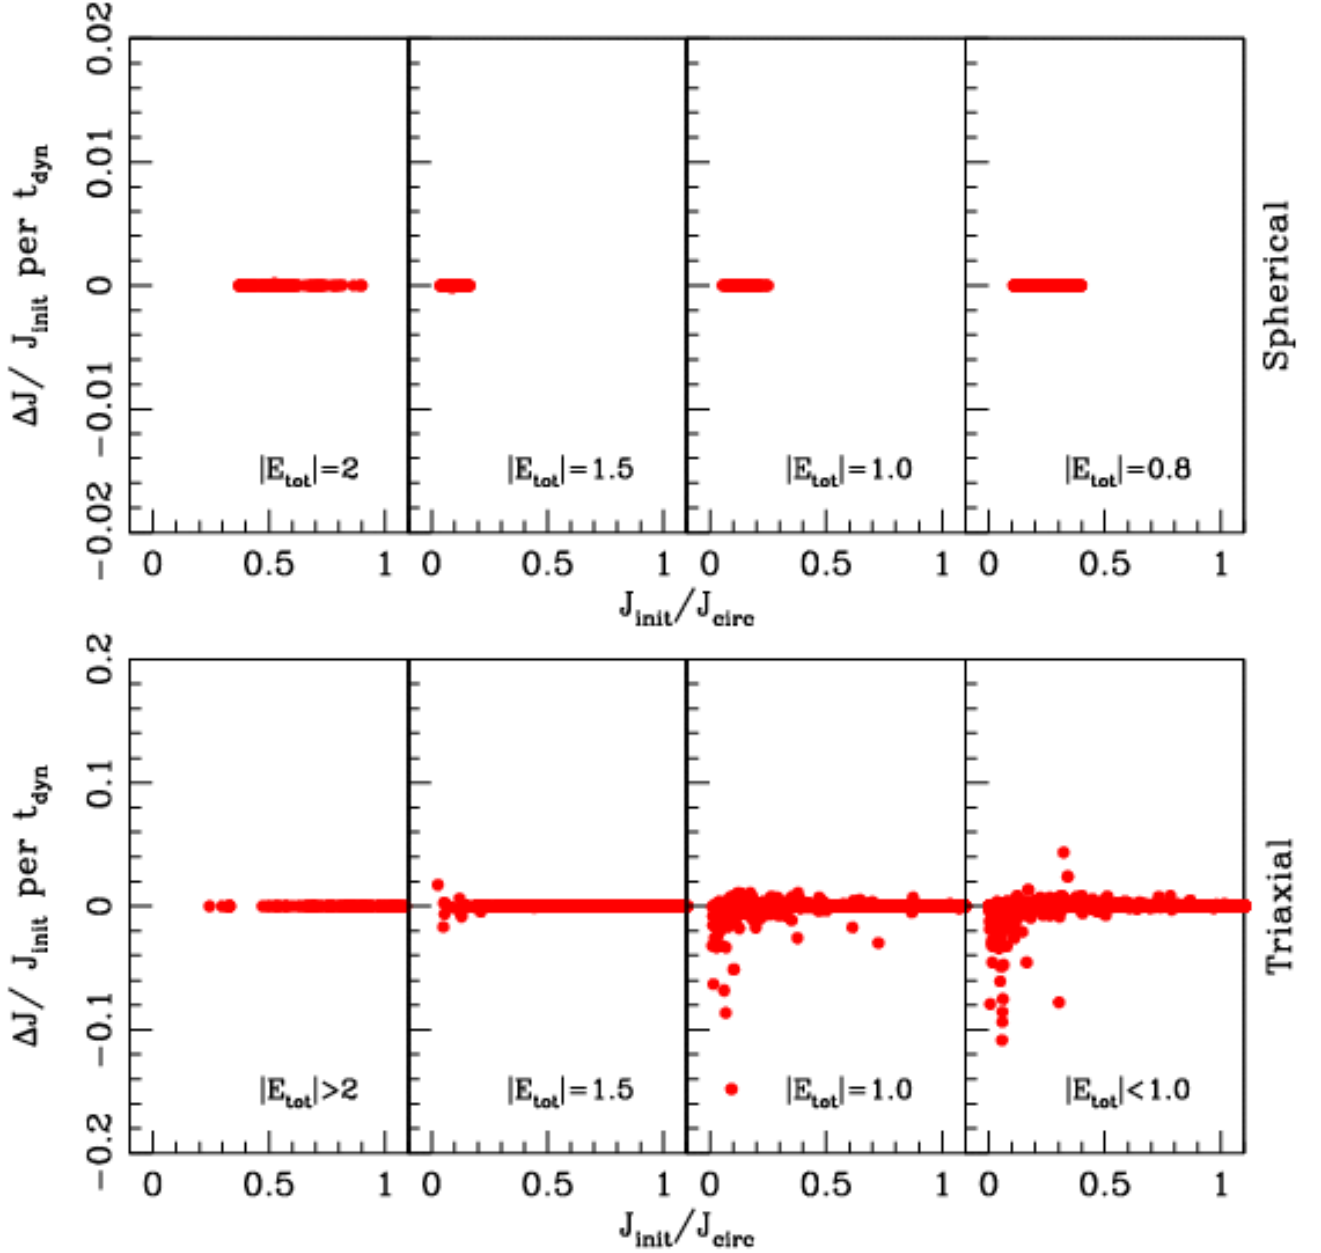 0.02
0.01
0
−0.01
−0.02
ΔJ/ J_init per t_dyn
|E_tot|=2
|E_tot|=1.5
|E_tot|=1.0
|E_tot|=0.8
Spherical
0 0.5 1 0 0.5 1 0 0.5 1 0 0.5 1
J_init/J_circ
0.2
0.1
0
−0.1
−0.2
ΔJ/ J_init per t_dyn
|E_tot|>2
|E_tot|=1.5
|E_tot|=1.0
|E_tot|<1.0
Triaxial
0 0.5 1 0 0.5 1 0 0.5 1 0 0.5 1
J_init/J_circ